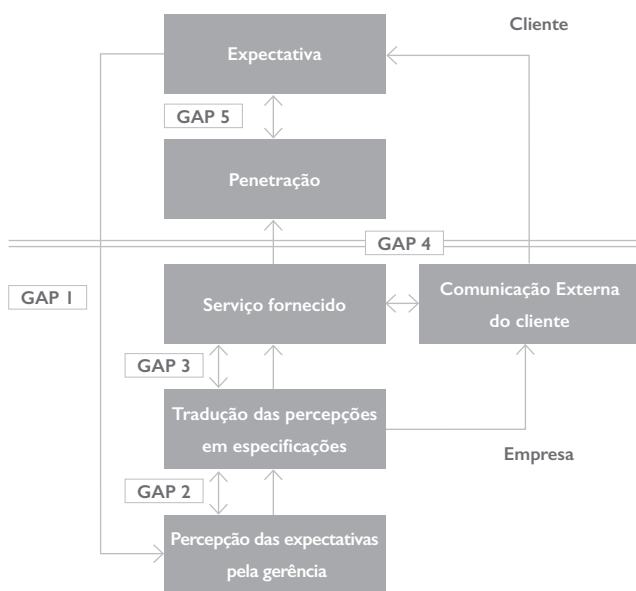 Cliente
Expectativa
GAP 5
Penetração
GAP 4
GAP 1
Serviço fornecido
Comunicação Externa
do cliente
GAP 3
Tradução das percepções
em especificações
Empresa
GAP 2
Percepção das expectativas
pela gerência